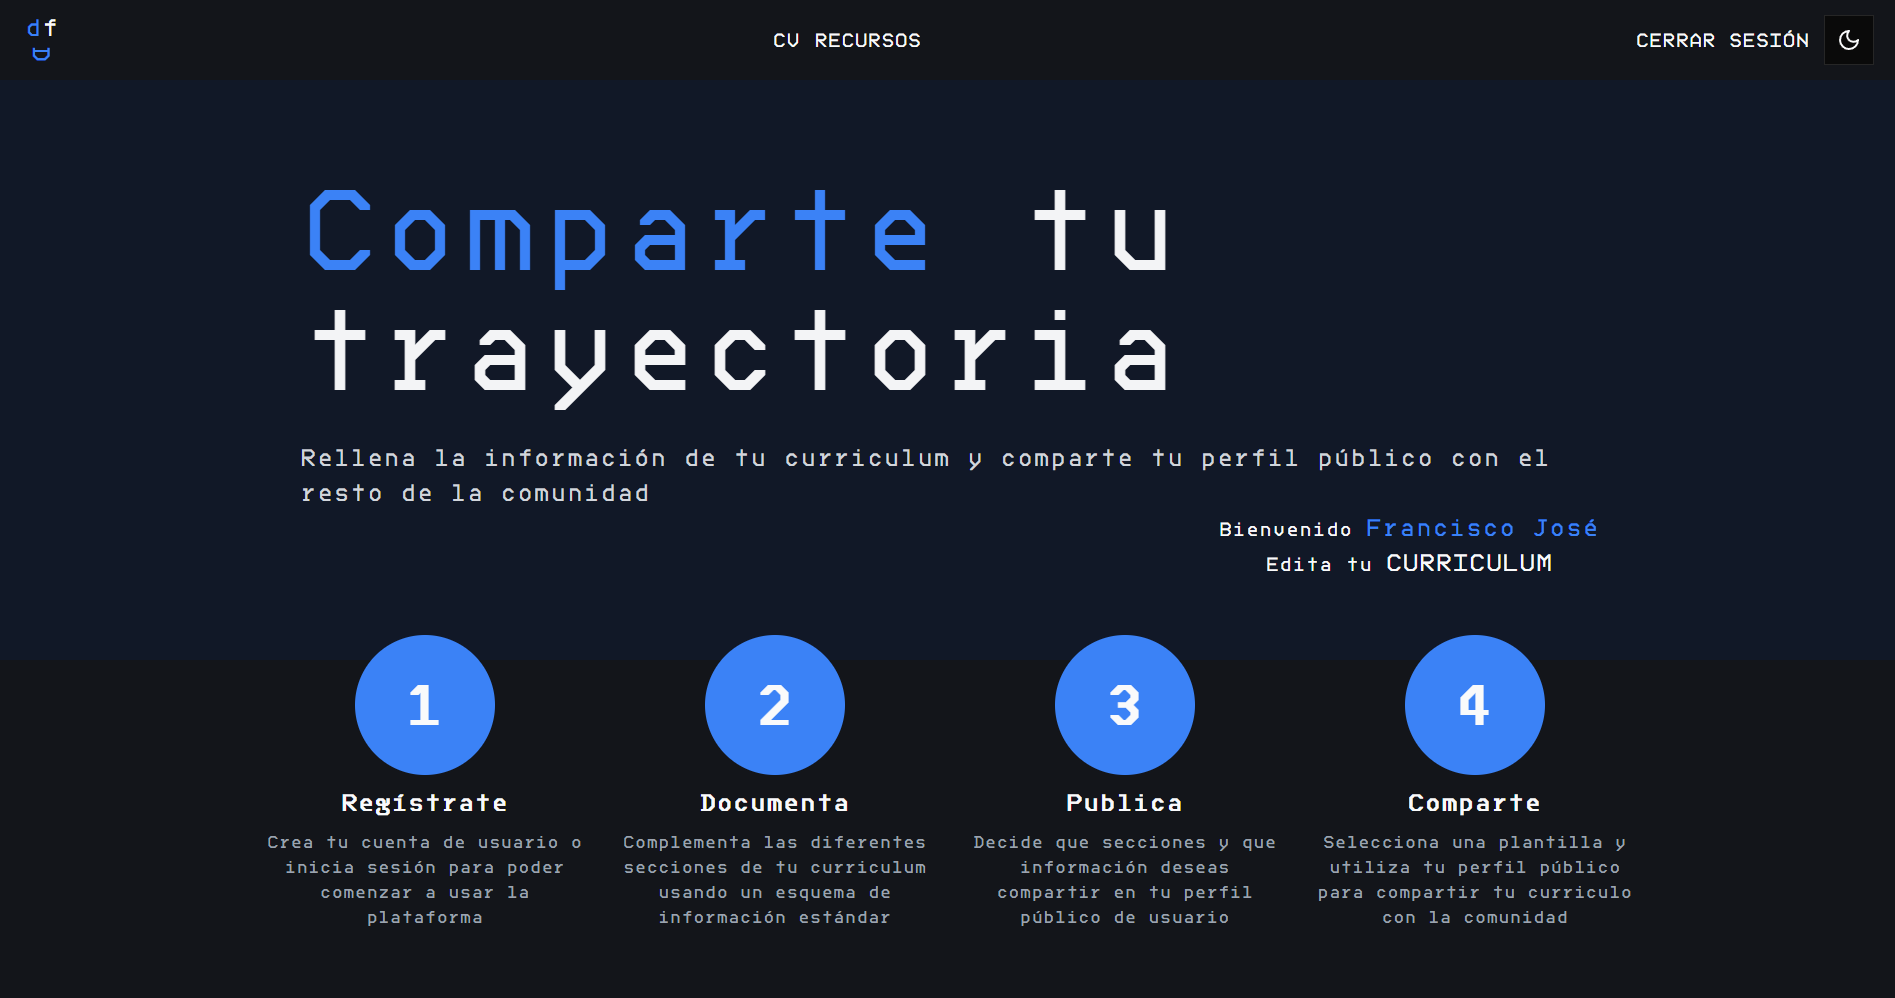 df
CV RECURSOS
CERRAR SESIÓN
Comparte tu
trayectoria
Rellena la información de tu curriculum y comparte tu perfil público con el
resto de la comunidad
Bienvenido Francisco José
Edita tu CURRICULUM
1
Regístrate
Crea tu cuenta de usuario o
inicia sesión para poder
comenzar a usar la
plataforma
2
Documenta
Complementa las diferentes
secciones de tu curriculum
usando un esquema de
información estándar
3
Publica
Decide que secciones y que
información deseas
compartir en tu perfil
público de usuario
4
Comparte
Selecciona una plantilla y
utiliza tu perfil público
para compartir tu curriculo
con la comunidad